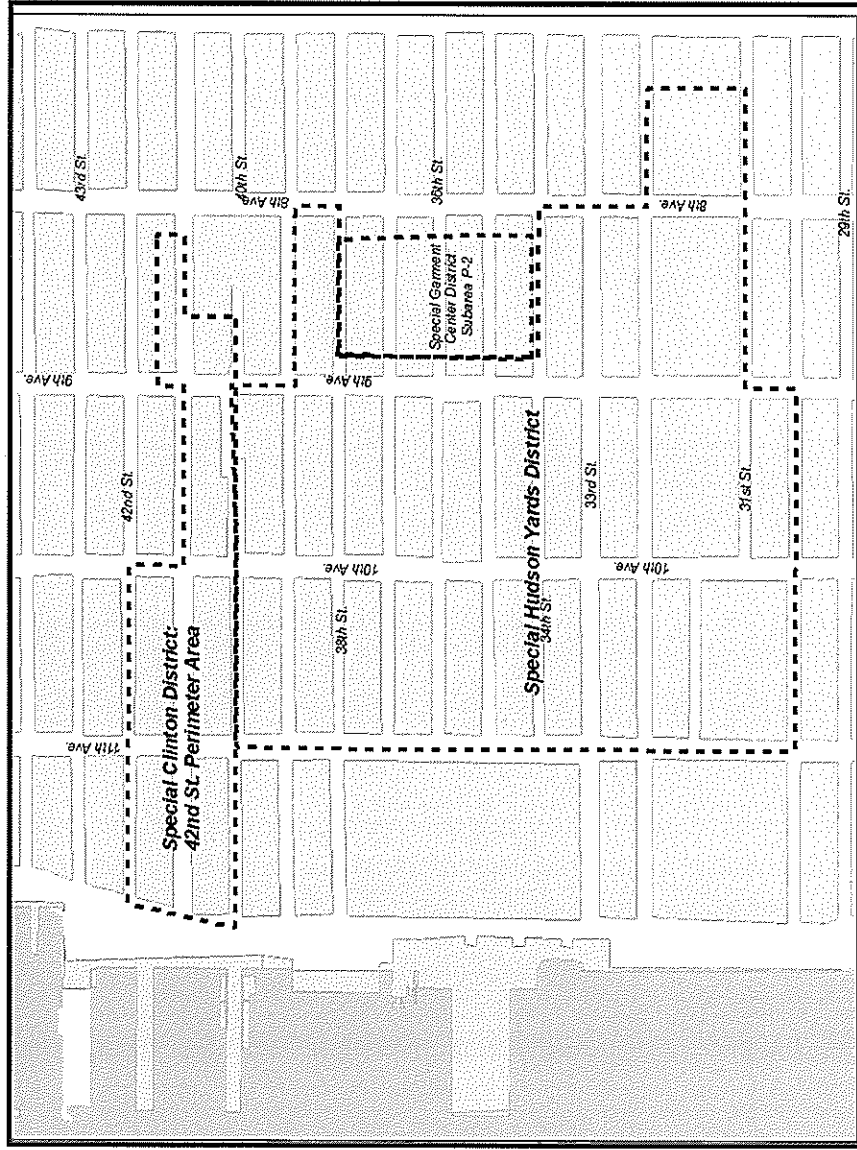 43rd St.
40th St.
8th Ave.
36th St.
8th Ave.
29th St.
9th Ave.
9th Ave.
Special Garment
Center District
Subarea P-2
42nd St.
10th Ave.
33rd St.
31st St.
10th Ave.
38th St.
34th St.
Special Hudson Yards District
11th Ave.
Special Clinton District:
42nd St. Perimeter Area